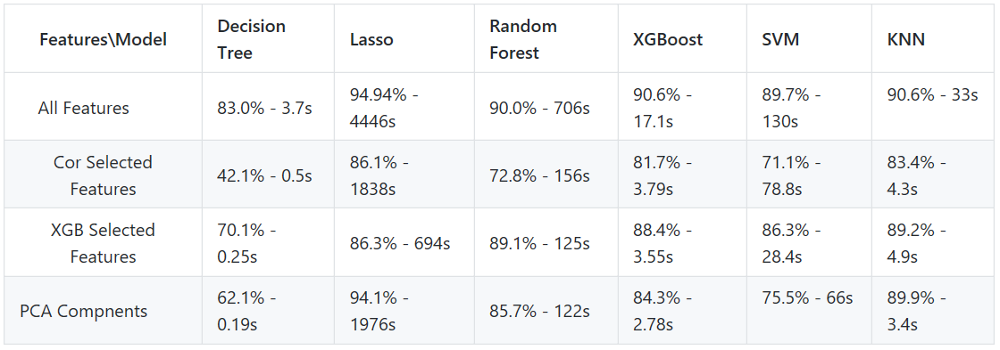 Features\Model Decision Tree Lasso Random Forest XGBoost SVM KNN
All Features 83.0% - 3.7s 94.94% - 4446s 90.0% - 706s 90.6% - 17.1s 89.7% - 130s 90.6% - 33s
Cor Selected Features 42.1% - 0.5s 86.1% - 1838s 72.8% - 156s 81.7% - 3.79s 71.1% - 78.8s 83.4% - 4.3s
XGB Selected Features 70.1% - 0.25s 86.3% - 694s 89.1% - 125s 88.4% - 3.55s 86.3% - 28.4s 89.2% - 4.9s
PCA Compnents 62.1% - 0.19s 94.1% - 1976s 85.7% - 122s 84.3% - 2.78s 75.5% - 66s 89.9% - 3.4s